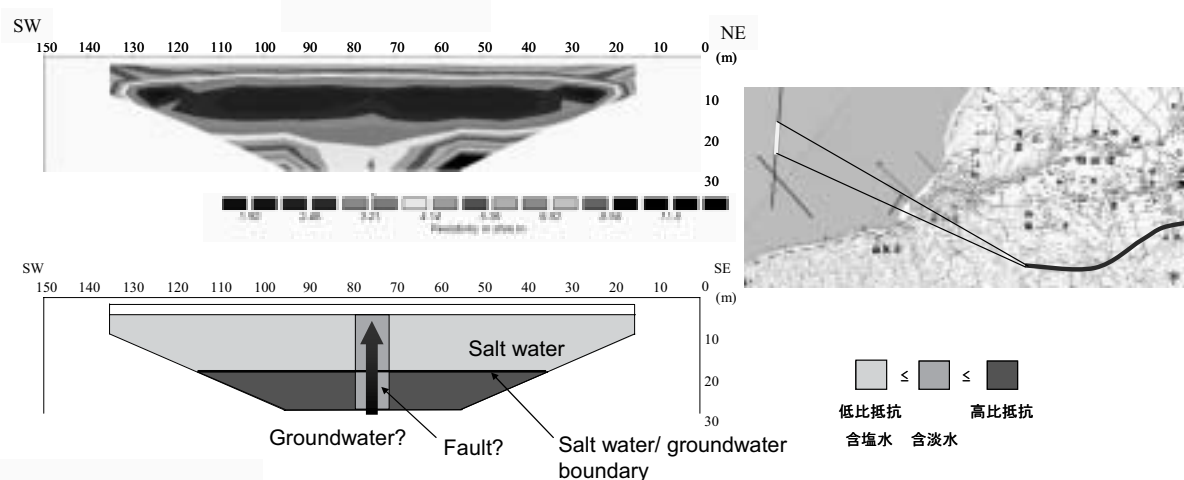 SW
NE
150 140 130 120 110 100 90 80 70 60 50 40 30 20 10 0
(m)
10
20
30
Resistivity in ohm.m
SW
SE
150 140 130 120 110 100 90 80 70 60 50 40 30 20 10 0
(m)
10
20
30
Salt water
Groundwater?
Fault?
Salt water/ groundwater
boundary
≤ ≤
低比抵抗 高比抵抗
含塩水 含淡水